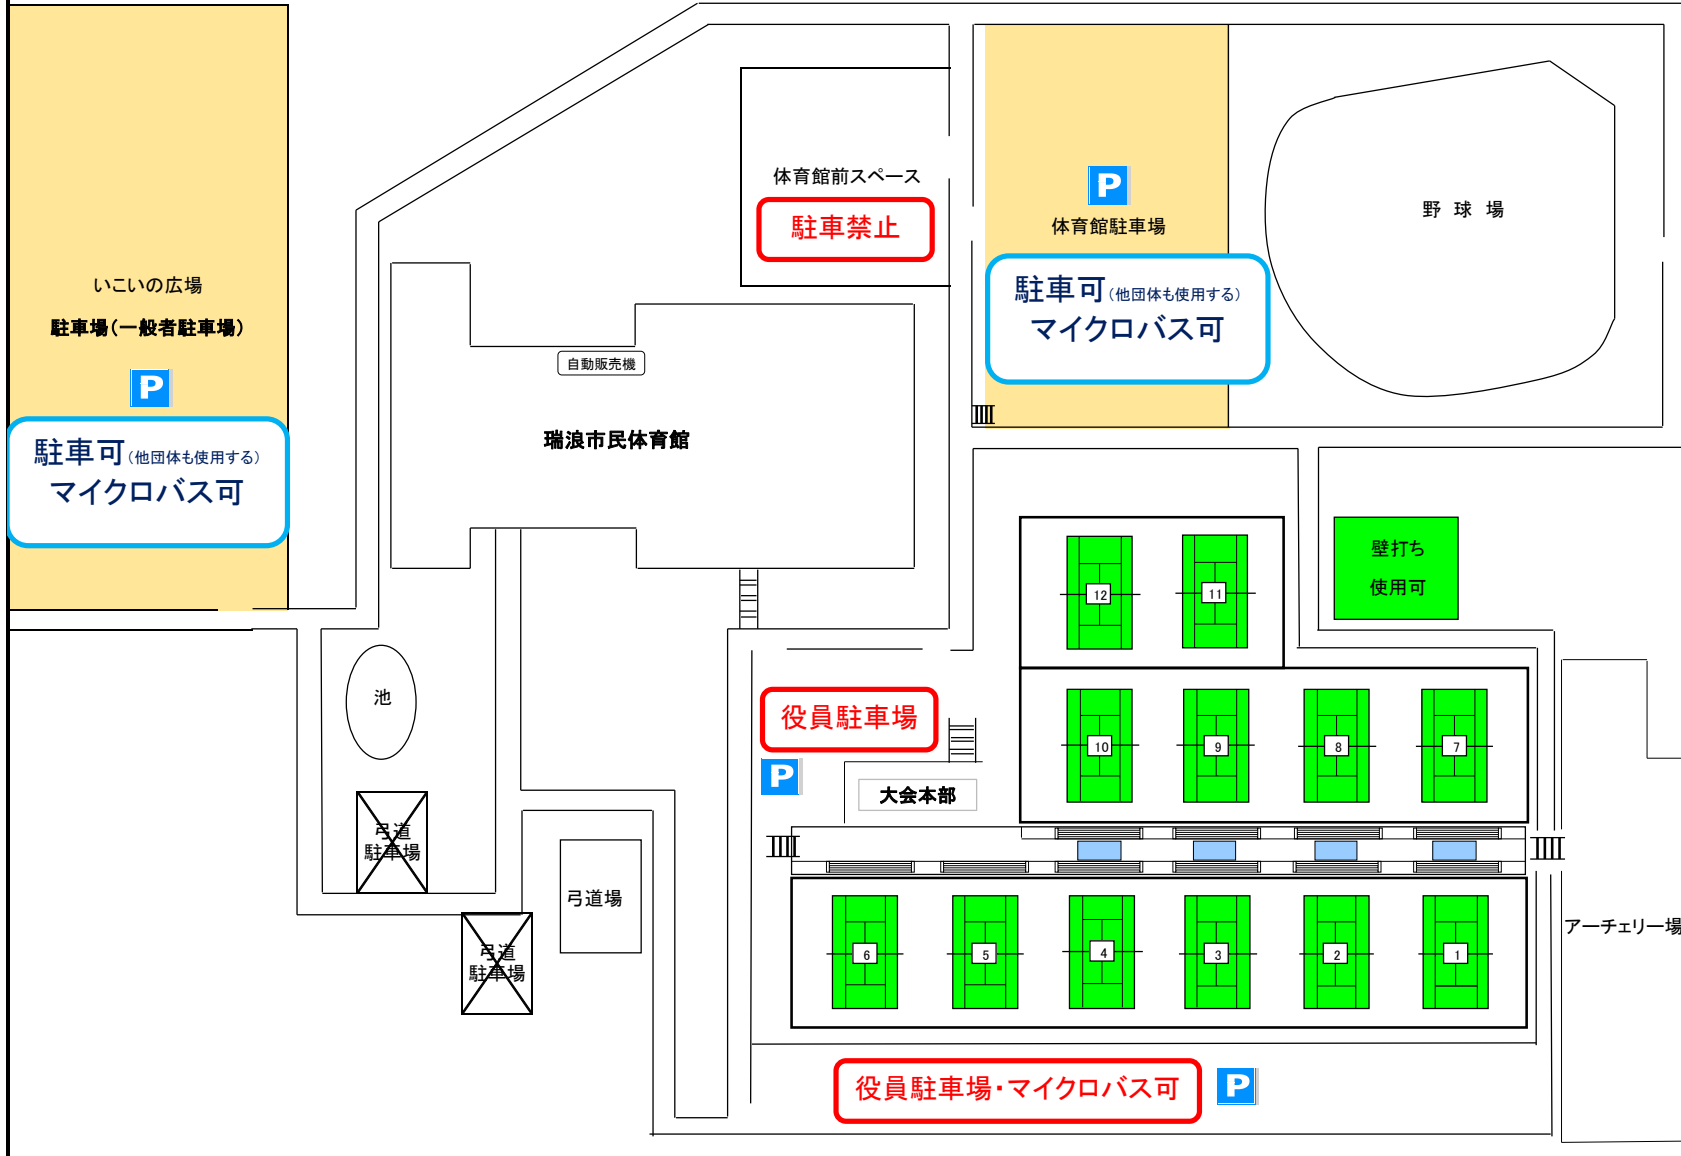 体育館前スペース
駐車禁止
P
体育館駐車場
駐車可(他団体も使用する)
マイクロバス可
野 球 場
いこいの広場
駐車場(一般者駐車場)
P
駐車可(他団体も使用する)
マイクロバス可
自動販売機
瑞浪市民体育館
壁打ち
使用可
12
11
池
役員駐車場
P
大会本部
10
9
8
7
弓道
駐車場
弓道場
弓道
駐車場
アーチェリー場
6
5
4
3
2
1
役員駐車場・マイクロバス可
P